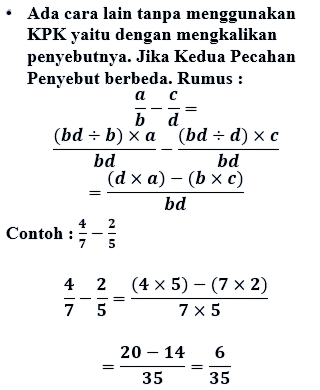 • Ada cara lain tanpa menggunakan
KPK yaitu dengan mengkalikan
penyebutnya. Jika Kedua Pecahan
Penyebut berbeda. Rumus :
a/b − c/d =
((bd ÷ b) × a)/bd − ((bd ÷ d) × c)/bd
= ((d × a) − (b × c))/bd
Contoh : 4/7 − 2/5
4/7 − 2/5 = ((4 × 5) − (7 × 2))/(7 × 5)
= (20 − 14)/35 = 6/35